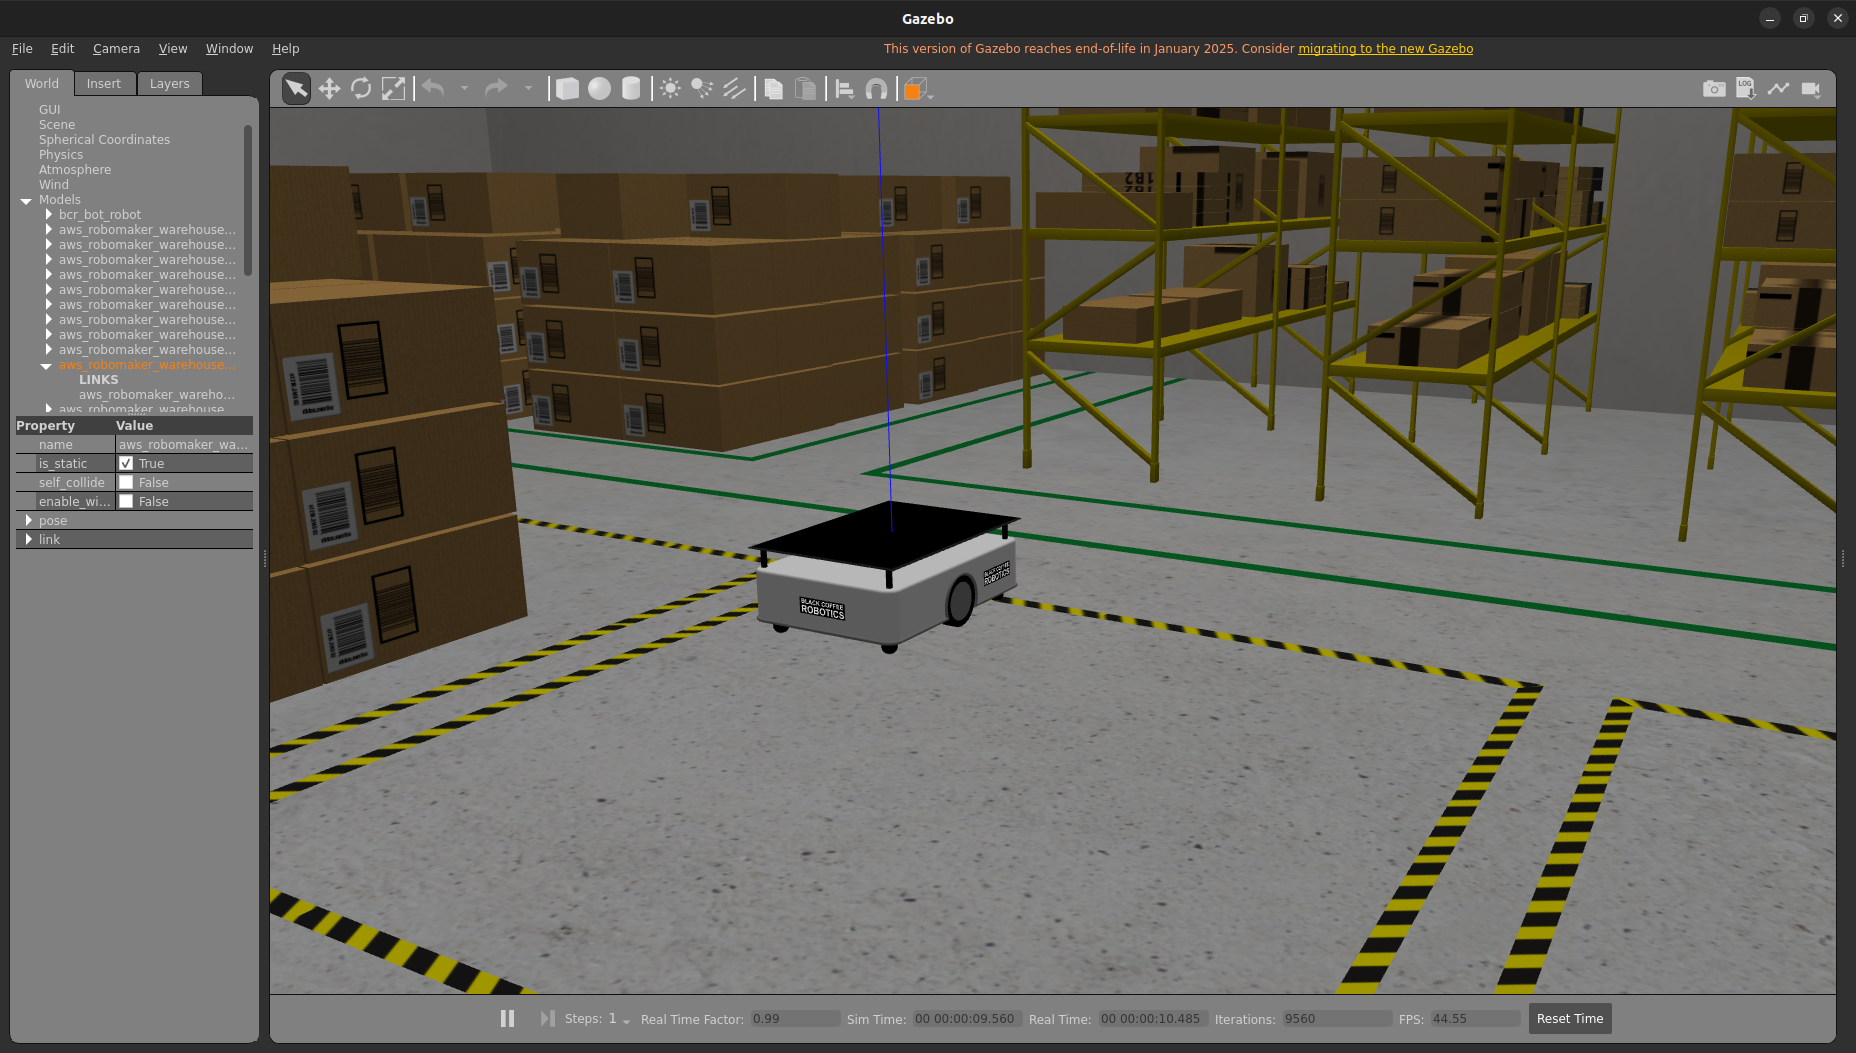 Gazebo
File Edit Camera View Window Help
This version of Gazebo reaches end-of-life in January 2025. Consider migrating to the new Gazebo
World Insert Layers
GUI
Scene
Spherical Coordinates
Physics
Atmosphere
Wind
Models
bcr_bot_robot
aws_robomaker_warehouse...
aws_robomaker_warehouse...
aws_robomaker_warehouse...
aws_robomaker_warehouse...
aws_robomaker_warehouse...
aws_robomaker_warehouse...
aws_robomaker_warehouse...
aws_robomaker_warehouse...
aws_robomaker_warehouse...
aws_robomaker_warehouse...
LINKS
aws_robomaker_wareho...
aws_robomaker_warehouse
Property Value
name aws_robomaker_wa...
is_static True
self_collide False
enable_wi... False
pose
link
LOG
BLACK COFFEE
ROBOTICS
BLACK COFFEE
ROBOTICS
Steps: 1 Real Time Factor: 0.99 Sim Time: 00 00:00:09.560 Real Time: 00 00:00:10.485 Iterations: 9560 FPS: 44.55 Reset Time